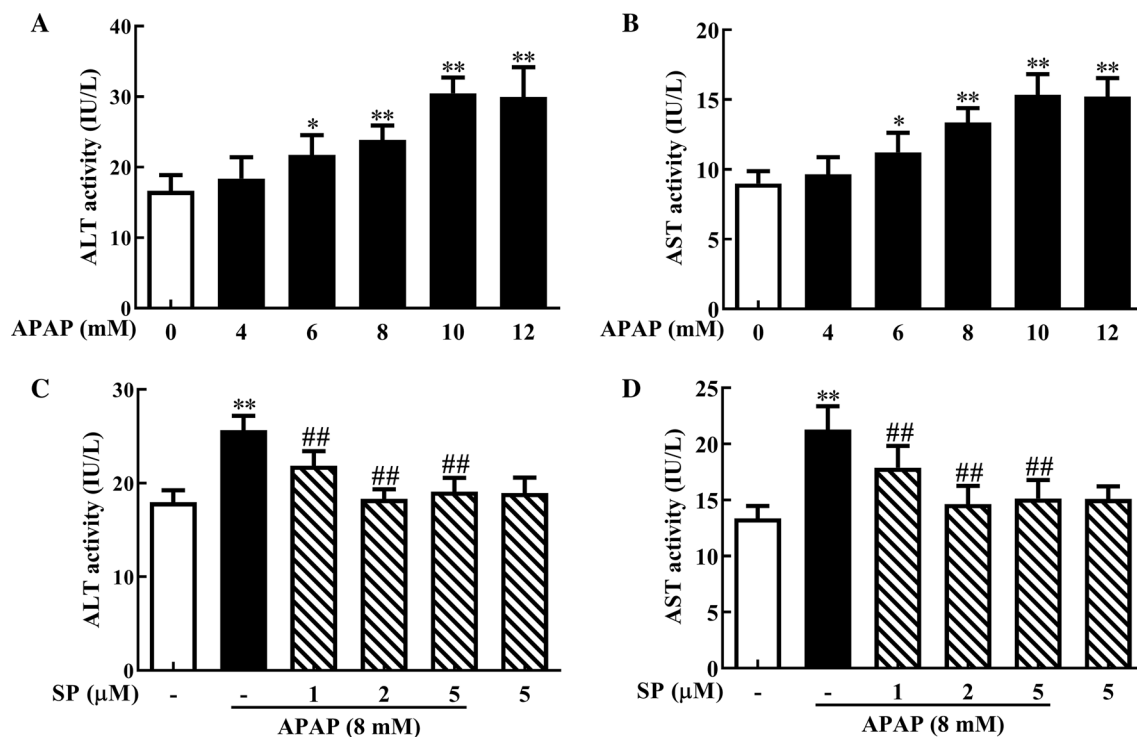 A
ALT activity (IU/L)
40
30
20
10
0
* ** ** **
APAP (mM) 0 4 6 8 10 12
B
AST activity (IU/L)
20
15
10
5
0
* ** ** **
APAP (mM) 0 4 6 8 10 12
C
ALT activity (IU/L)
30
20
10
0
** ## ## ##
SP (μM) - - 1 2 5 5
APAP (8 mM)
D
AST activity (IU/L)
25
20
15
10
5
0
** ## ## ##
SP (μM) - - 1 2 5 5
APAP (8 mM)